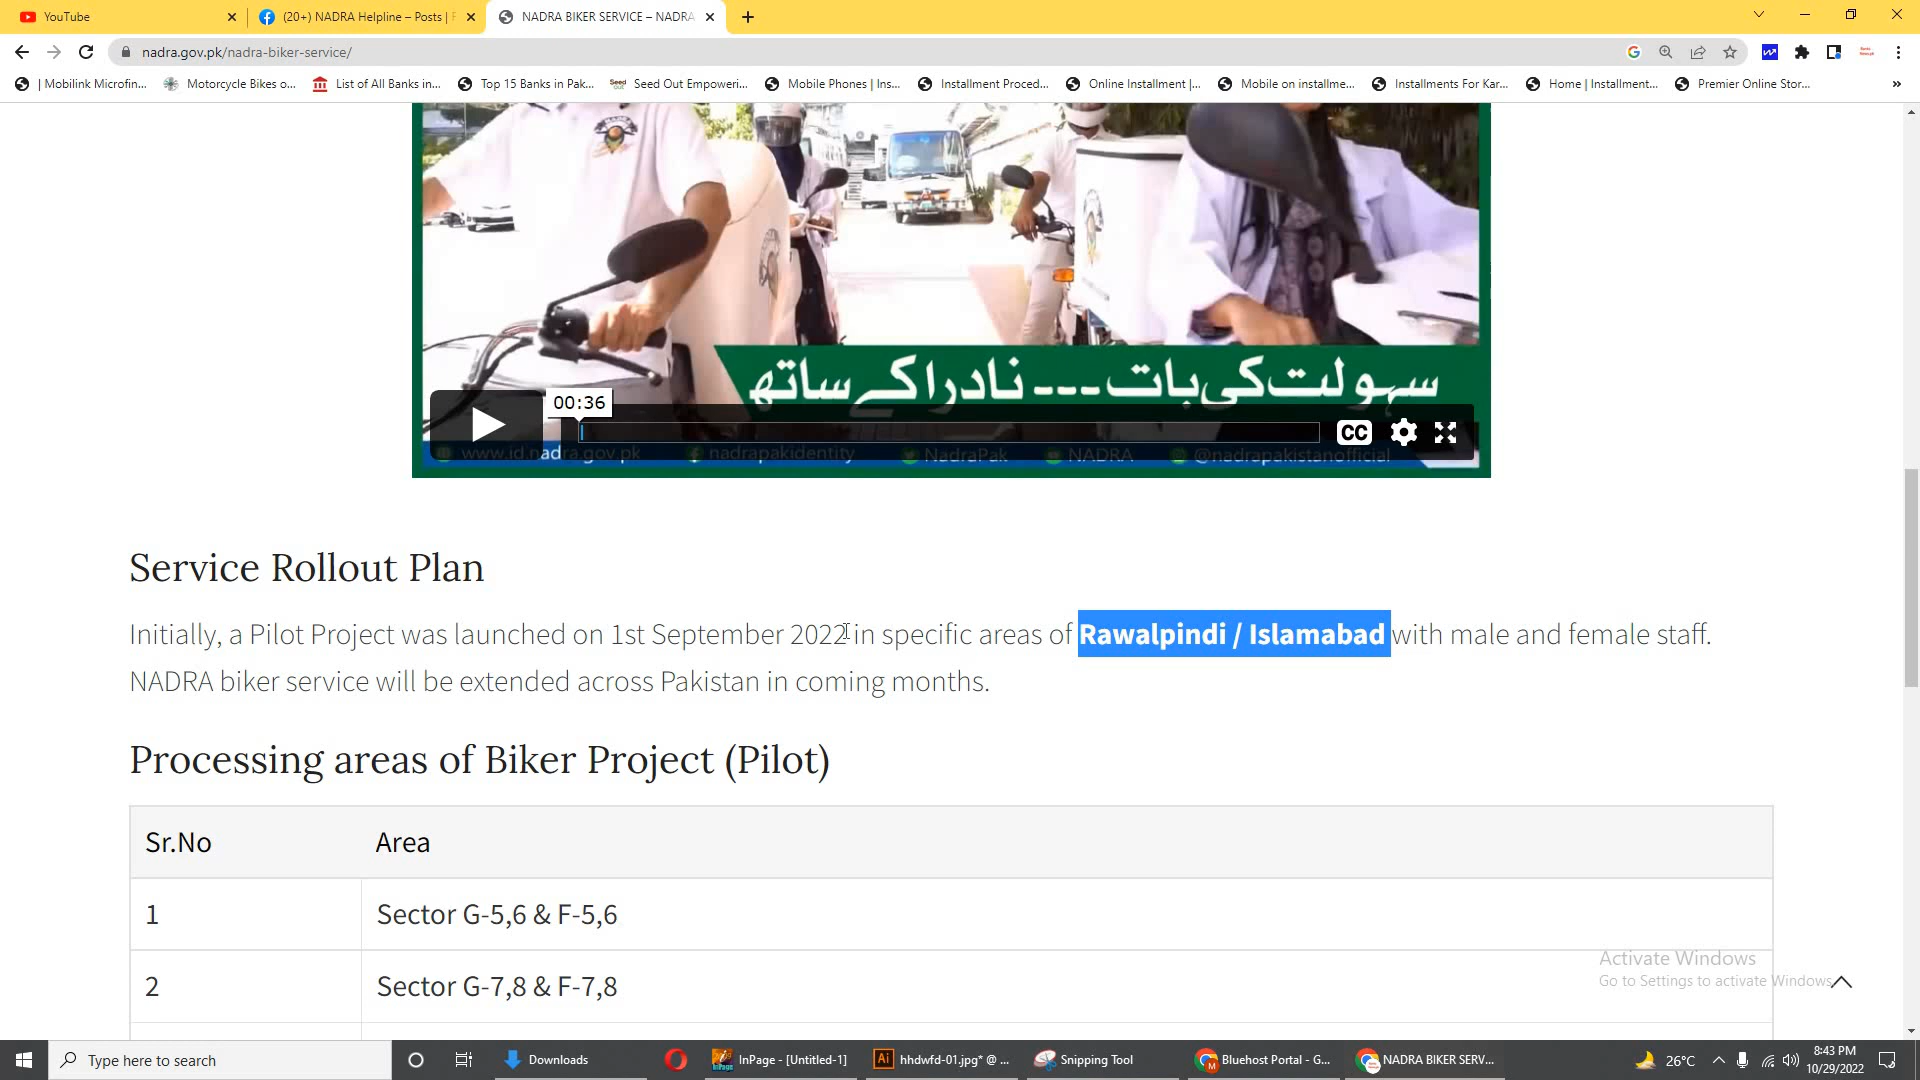 YouTube
(20+) NADRA Helpline – Posts | F
NADRA BIKER SERVICE – NADRA
nadra.gov.pk/nadra-biker-service/
| Mobilink Microfin...
Motorcycle Bikes o...
List of All Banks in...
Top 15 Banks in Pak...
Seed Out Empoweri...
Mobile Phones | Ins...
Installment Proced...
Online Installment |...
Mobile on installme...
Installments For Kar...
Home | Installment...
Premier Online Stor...
»
سہولت کی بات --- نادرا کے ساتھ
00:36
CC
www.id.nadra.gov.pk
nadrapakidentity
NadraPak
NADRA
@nadrapakistanofficial
Service Rollout Plan
Initially, a Pilot Project was launched on 1st September 2022 in specific areas of Rawalpindi / Islamabad with male and female staff.
NADRA biker service will be extended across Pakistan in coming months.
Processing areas of Biker Project (Pilot)
Sr.No Area
1 Sector G-5,6 & F-5,6
2 Sector G-7,8 & F-7,8
Activate Windows
Go to Settings to activate Windows.
Type here to search
Downloads
InPage - [Untitled-1]
hhdwfd-01.jpg* @ ...
Snipping Tool
Bluehost Portal - G...
NADRA BIKER SERV...
26°C
8:43 PM
10/29/2022